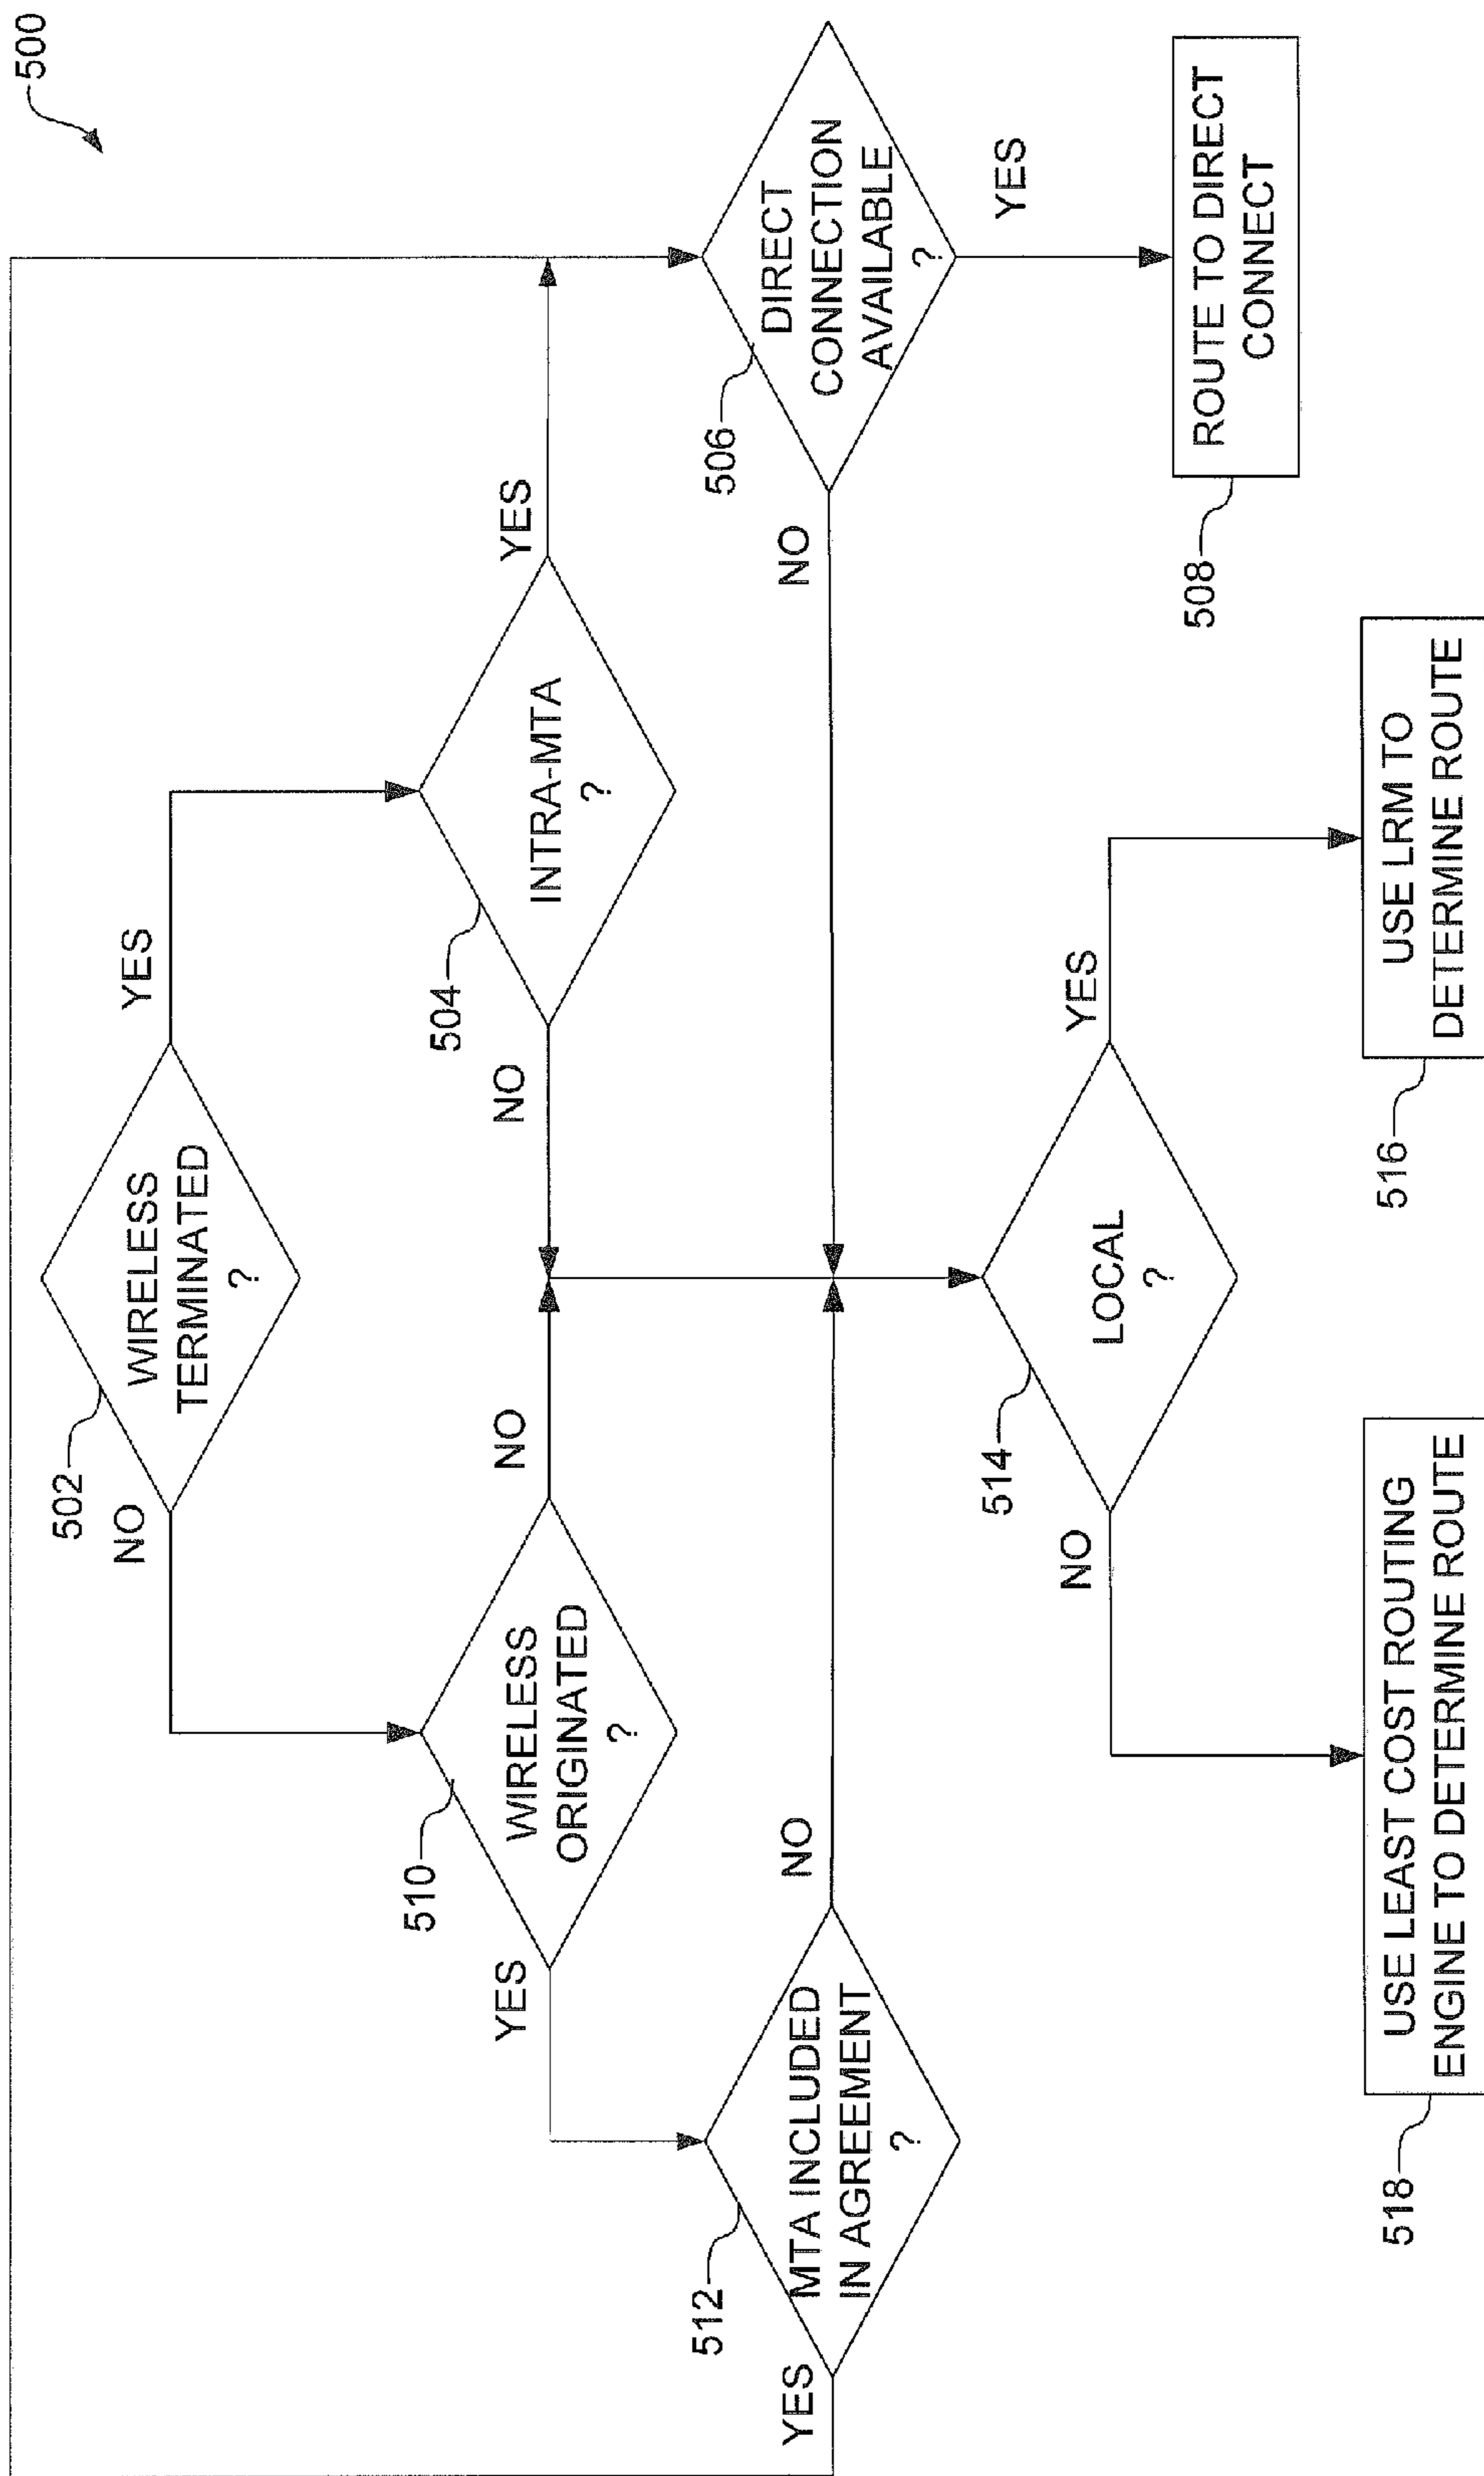 500
WIRELESS
TERMINATED
?
502
NO
YES
WIRELESS
ORIGINATED
?
510
YES
NO
INTRA-MTA
?
504
NO
YES
MTA INCLUDED
IN AGREEMENT
?
512
YES
NO
DIRECT
CONNECTION
AVAILABLE
?
506
NO
YES
LOCAL
?
514
NO
YES
ROUTE TO DIRECT
CONNECT
508
USE LEAST COST ROUTING
ENGINE TO DETERMINE ROUTE
518
USE LRM TO
DETERMINE ROUTE
516